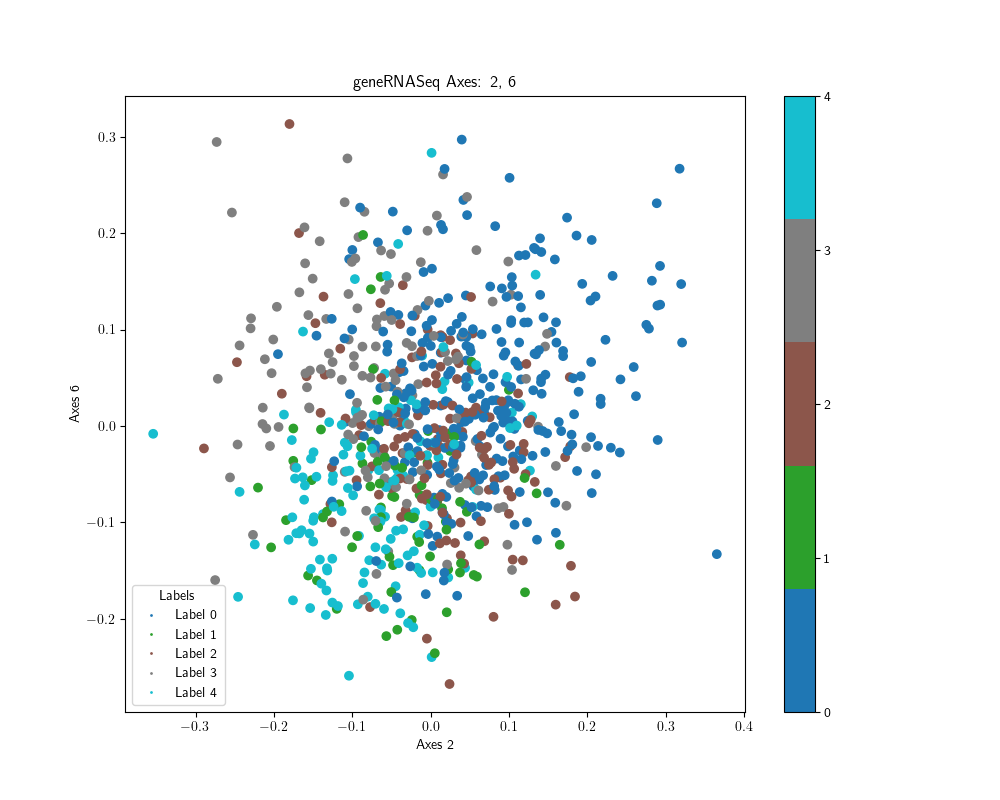 geneRNASeq Axes: 2, 6
0.3
0.2
0.1
0.0
−0.1
−0.2
Axes 6
−0.3
−0.2
−0.1
0.0
0.1
0.2
0.3
0.4
Axes 2
Labels
Label 0
Label 1
Label 2
Label 3
Label 4
4
3
2
1
0